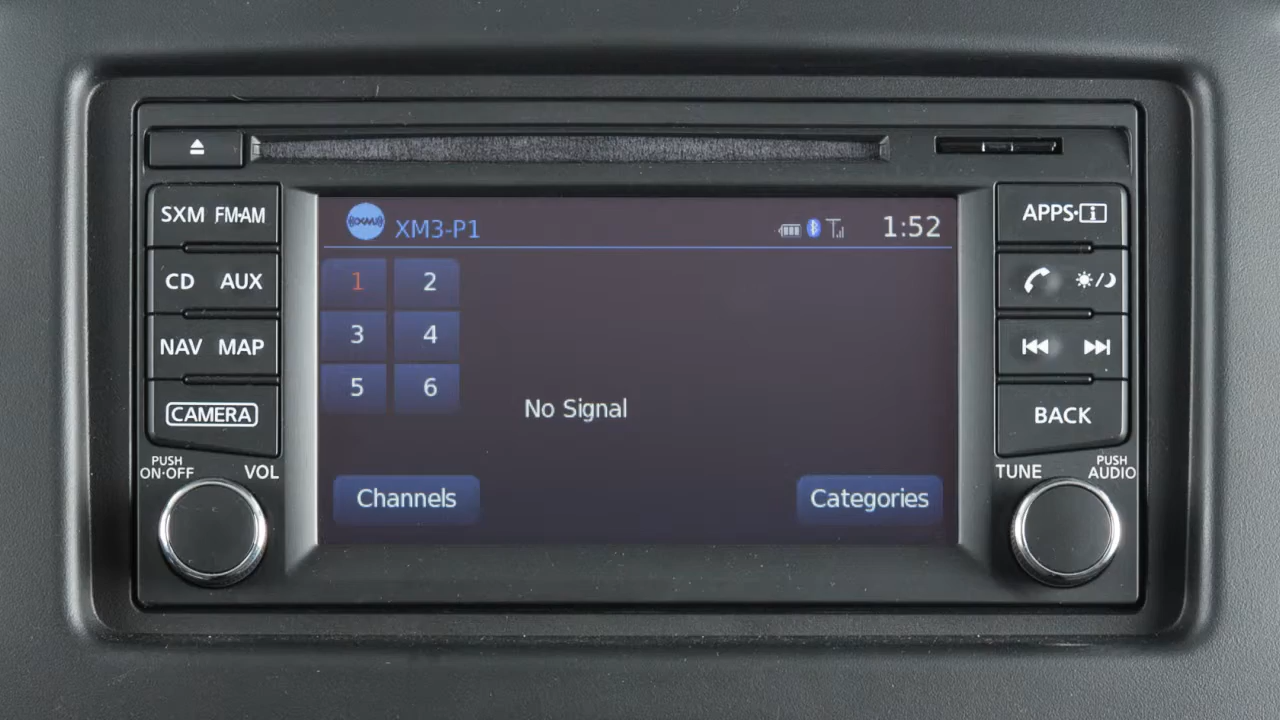 SXM FM·AM
CD AUX
NAV MAP
CAMERA
PUSH
ON·OFF
VOL
XM
XM3-P1
1:52
1 2
3 4
5 6
No Signal
Channels
Categories
APPS·i
BACK
TUNE
PUSH
AUDIO